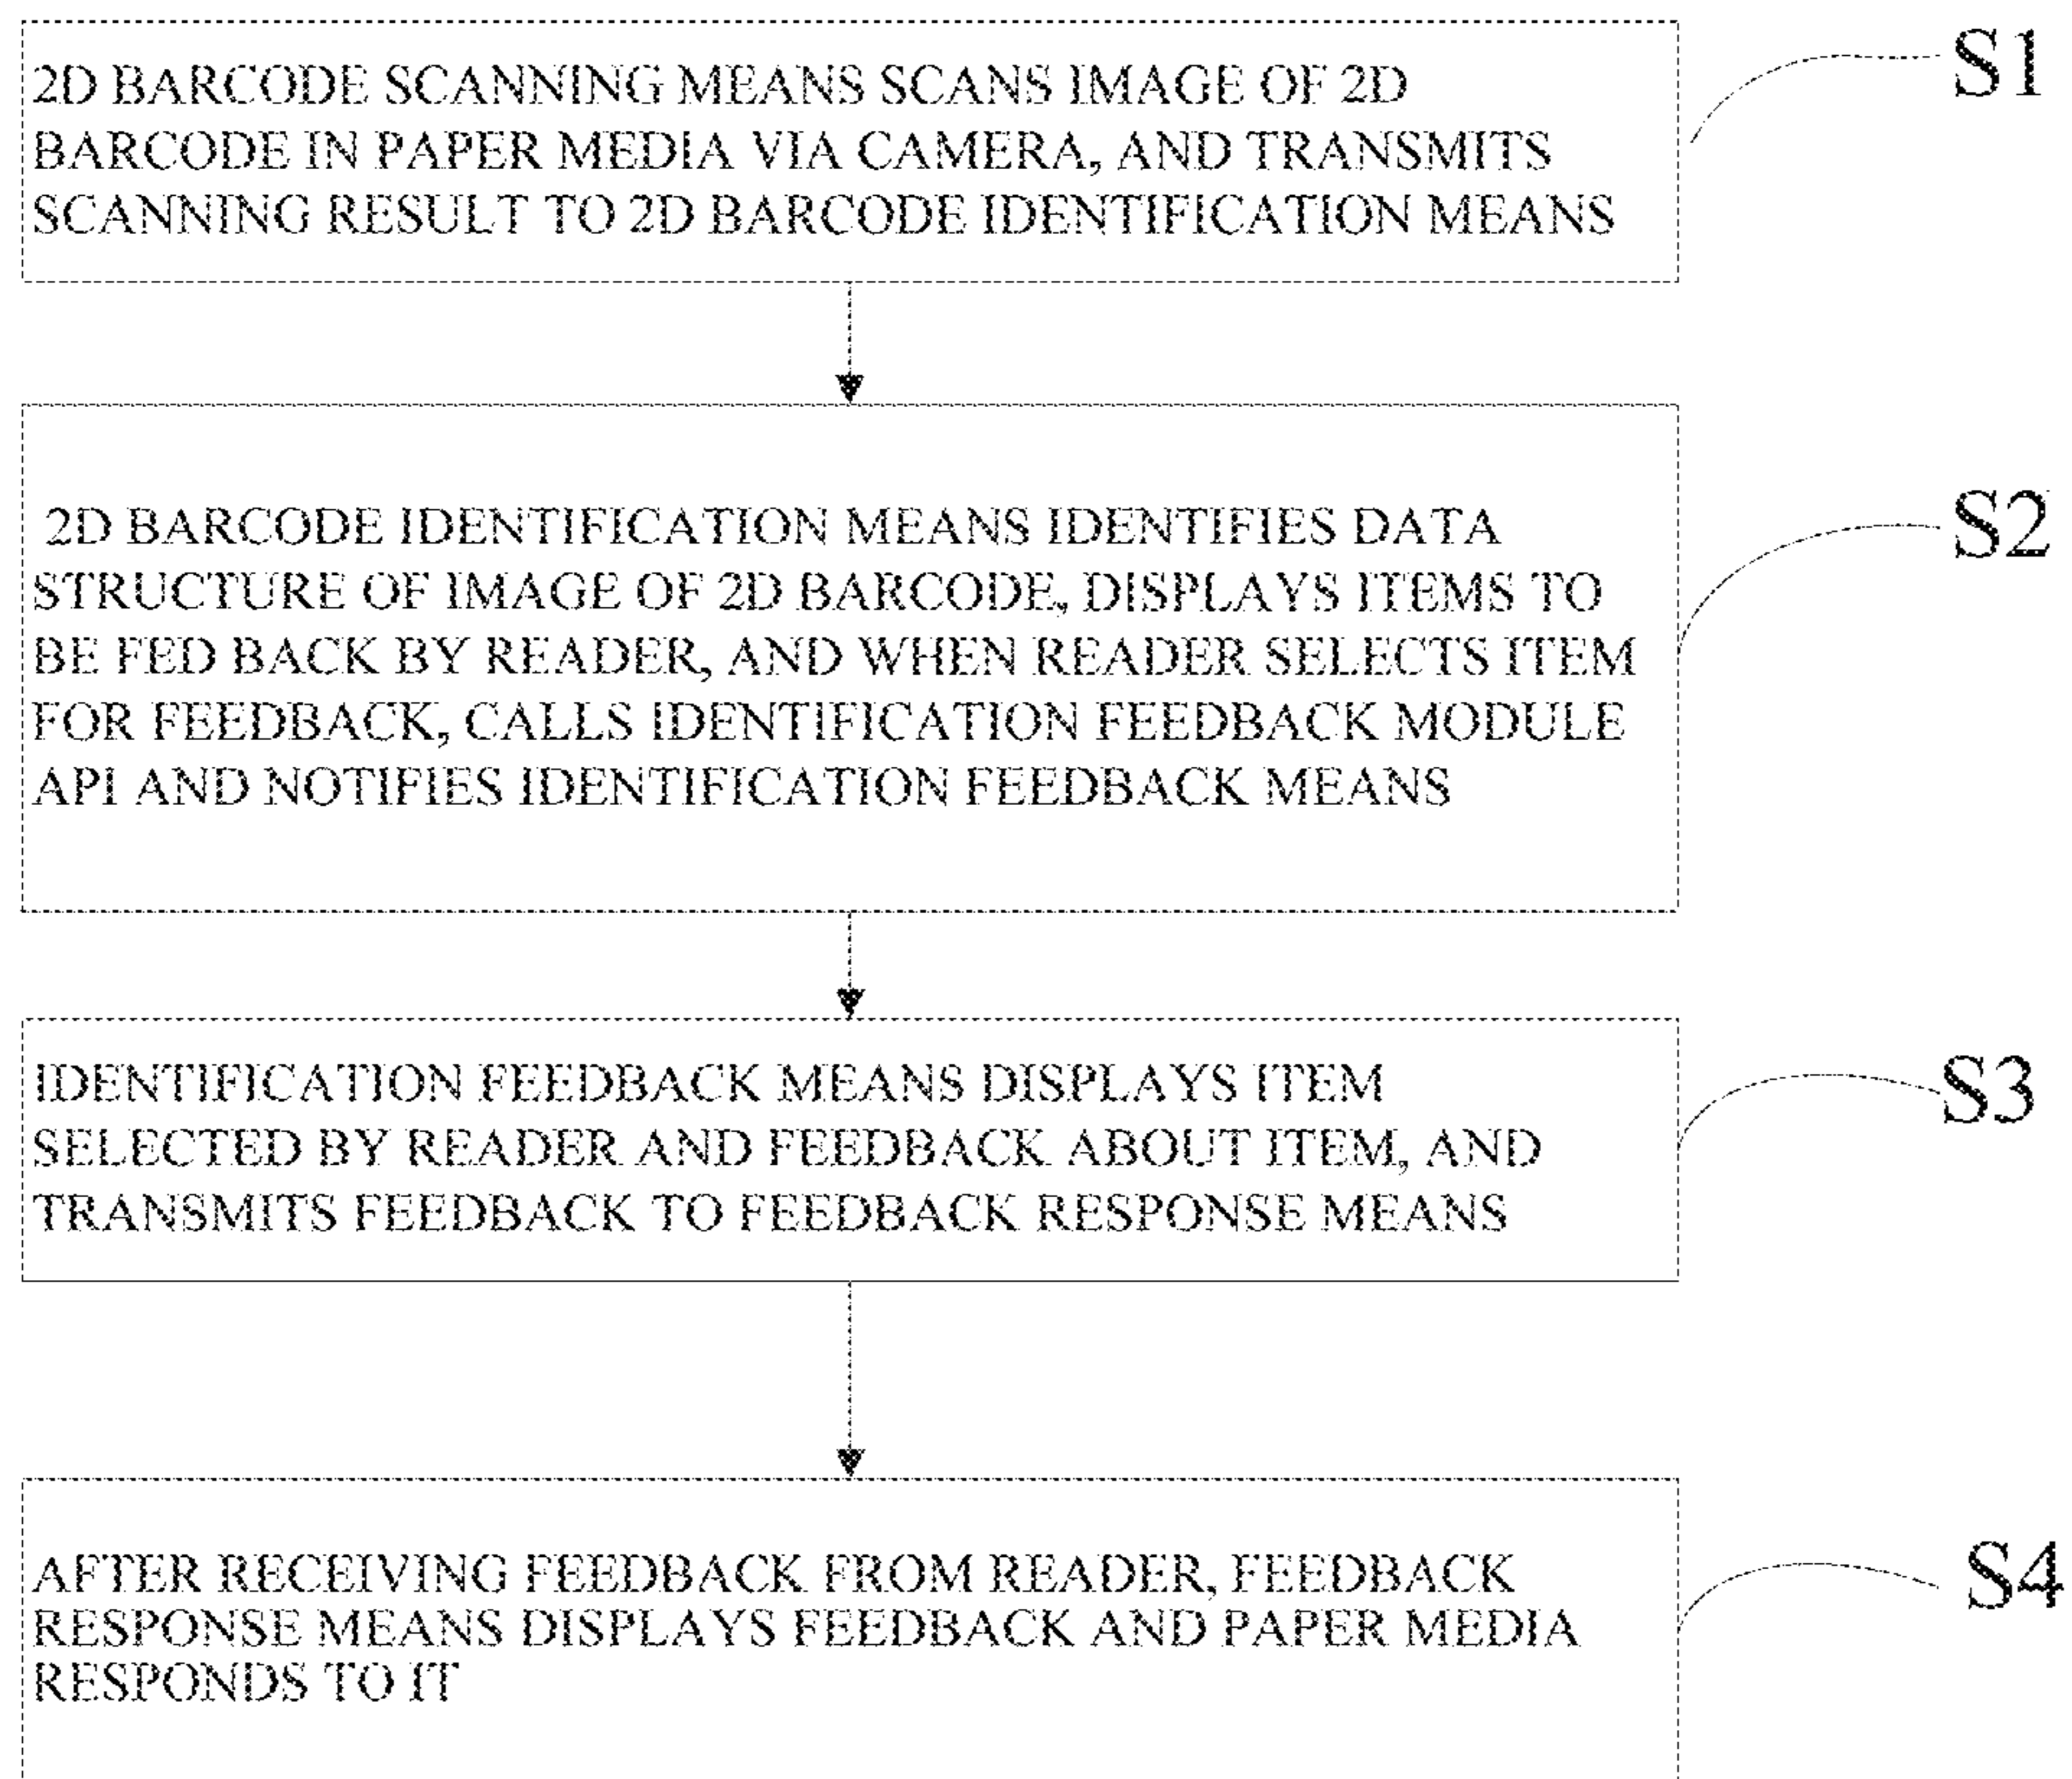 2D BARCODE SCANNING MEANS SCANS IMAGE OF 2D
BARCODE IN PAPER MEDIA VIA CAMERA, AND TRANSMITS
SCANNING RESULT TO 2D BARCODE IDENTIFICATION MEANS
S1
2D BARCODE IDENTIFICATION MEANS IDENTIFIES DATA
STRUCTURE OF IMAGE OF 2D BARCODE, DISPLAYS ITEMS TO
BE FED BACK BY READER, AND WHEN READER SELECTS ITEM
FOR FEEDBACK, CALLS IDENTIFICATION FEEDBACK MODULE
API AND NOTIFIES IDENTIFICATION FEEDBACK MEANS
S2
IDENTIFICATION FEEDBACK MEANS DISPLAYS ITEM
SELECTED BY READER AND FEEDBACK ABOUT ITEM, AND
TRANSMITS FEEDBACK TO FEEDBACK RESPONSE MEANS
S3
AFTER RECEIVING FEEDBACK FROM READER, FEEDBACK
RESPONSE MEANS DISPLAYS FEEDBACK AND PAPER MEDIA
RESPONDS TO IT
S4